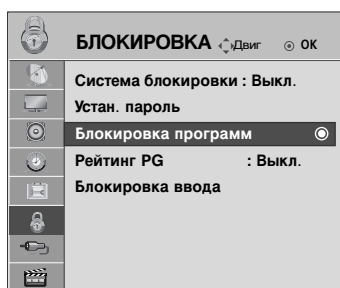 БЛОКИРОВКА Двиг OK
Система блокировки : Выкл.
Устан. пароль
Блокировка программ
Рейтинг PG : Выкл.
Блокировка ввода